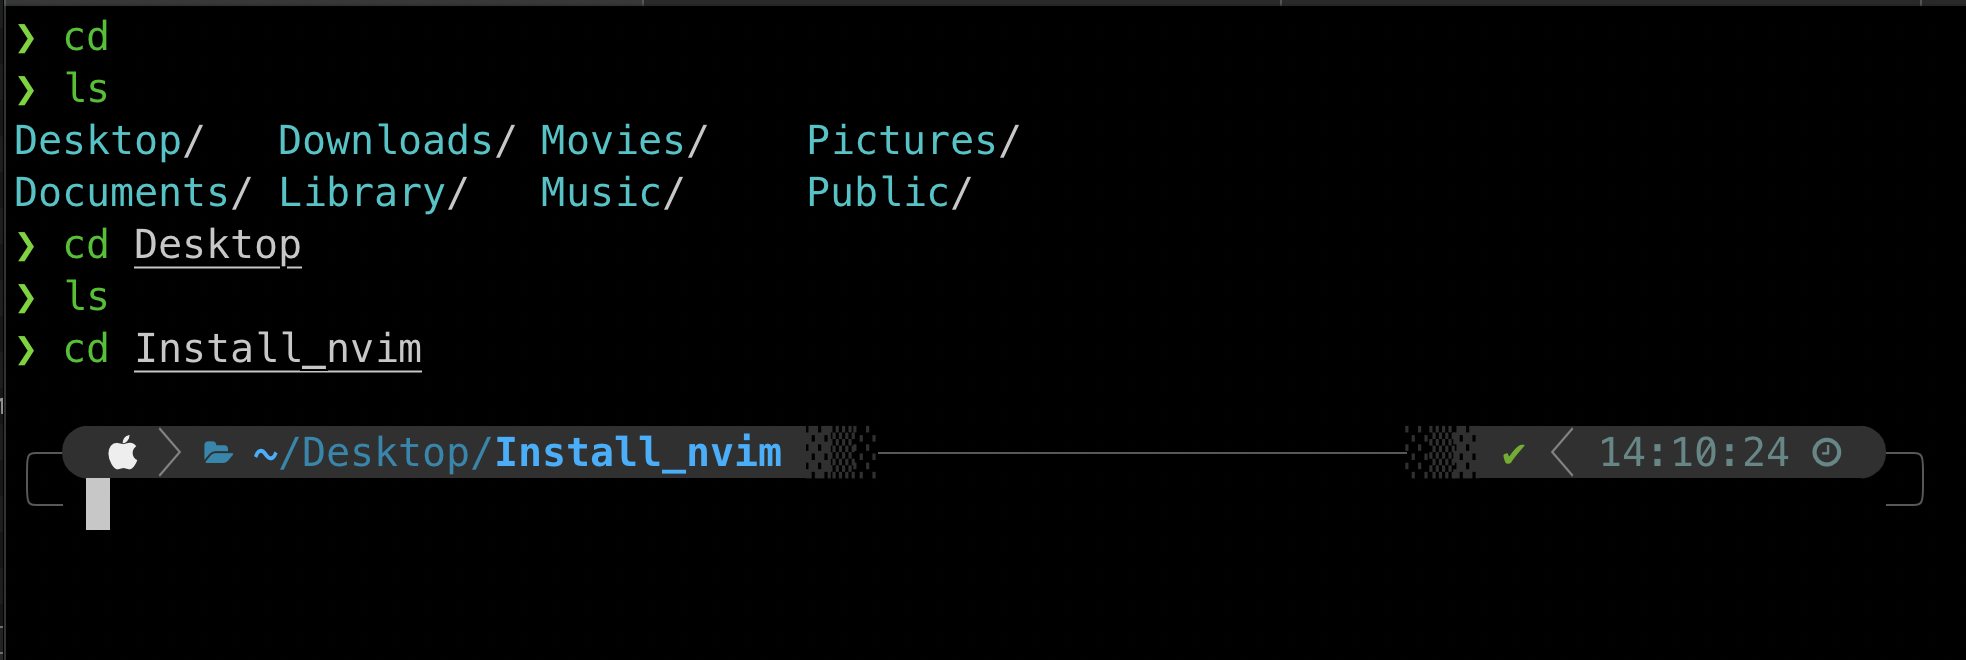 ❯ cd
❯ ls
Desktop/   Downloads/ Movies/    Pictures/
Documents/ Library/   Music/     Public/
❯ cd Desktop
❯ ls
❯ cd Install_nvim
~/Desktop/Install_nvim ✔ 14:10:24